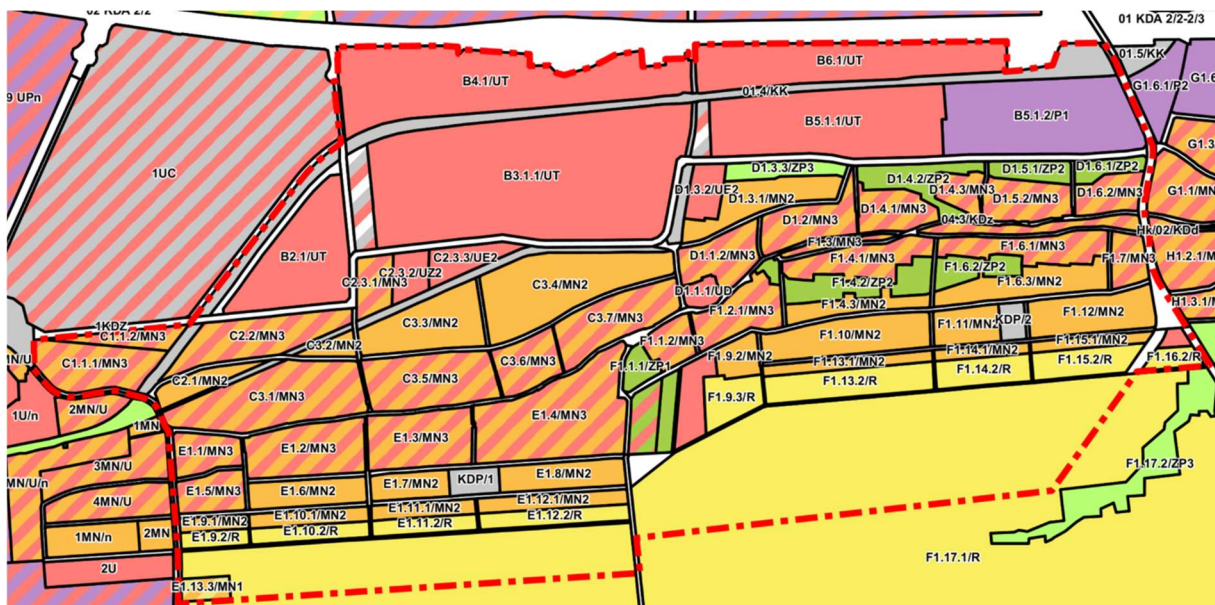 02 KDA 2/2
01 KDA 2/2-2/3
01.5/KK
B4.1/UT
B6.1/UT
G1.6.1/P2
G1.6
9 UPn
01.4/KK
B5.1.1/UT
B5.1.2/P1
G1.3
1UC
B3.1.1/UT
D1.3.3/ZP2
D1.4.2/ZP2
D1.5.1/ZP2
D1.6.1/ZP2
D1.3.2/UE2
D1.3.1/MN2
D1.4.3/MN3
D1.5.2/MN3
D1.6.2/MN3
G1.1/MN
D1.4.1/MN3
D1.2/MN3
04.3/KDz
Hk/02/KDd
B2.1/UT
C2.3.3/UE2
C2.3.2/UZ2
C2.3.1/MN3
D1.1.2/MN3
F1.3/MN3
F1.4.1/MN3
F1.6.1/MN3
F1.7/MN3
H1.2.1/M
F1.6.2/ZP2
F1.6.3/MN2
C3.4/MN2
D1.1.1/UD
F1.4.2/ZP2
F1.4.3/MN2
H1.3.1/M
1KDZ
C1.1.2/MN3
C2.2/MN3
C3.3/MN2
C3.7/MN3
F1.2.1/MN3
KDP/2
F1.12/MN2
F1.11/MN2
F1.10/MN2
C3.2/MN2
F1.1.2/MN3
1N/U
C1.1.1/MN3
C3.6/MN3
F1.9.2/MN2
F1.15.1/MN2
F1.14.1/MN2
F1.13.1/MN2
F1.16.2/R
F1.15.2/R
F1.1.1/ZP1
C2.1/MN2
C3.5/MN3
F1.14.2/R
F1.13.2/R
C3.1/MN3
F1.9.3/R
1U/n
2MN/U
E1.4/MN3
1MN
E1.3/MN3
E1.1/MN3
E1.2/MN3
3MN/U
F1.17.2/ZP3
MN/U/n
E1.8/MN2
KDP/1
E1.7/MN2
E1.5/MN3
E1.6/MN2
4MN/U
E1.12.1/MN2
E1.11.1/MN2
E1.10.1/MN2
E1.9.1/MN2
E1.12.2/R
E1.11.2/R
E1.10.2/R
E1.9.2/R
1MN/n
2MN
F1.17.1/R
2U
E1.13.3/MN1